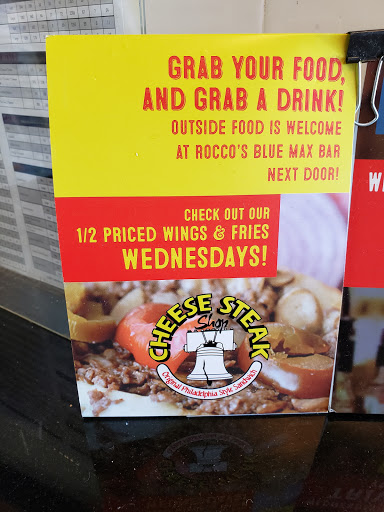 GRAB YOUR FOOD,
AND GRAB A DRINK!
OUTSIDE FOOD IS WELCOME
AT ROCCO'S BLUE MAX BAR
NEXT DOOR!
CHECK OUT OUR
1/2 PRICED WINGS & FRIES
WEDNESDAYS!
CHEESE STEAK
Shop
Original Philadelphia Style Sandwich